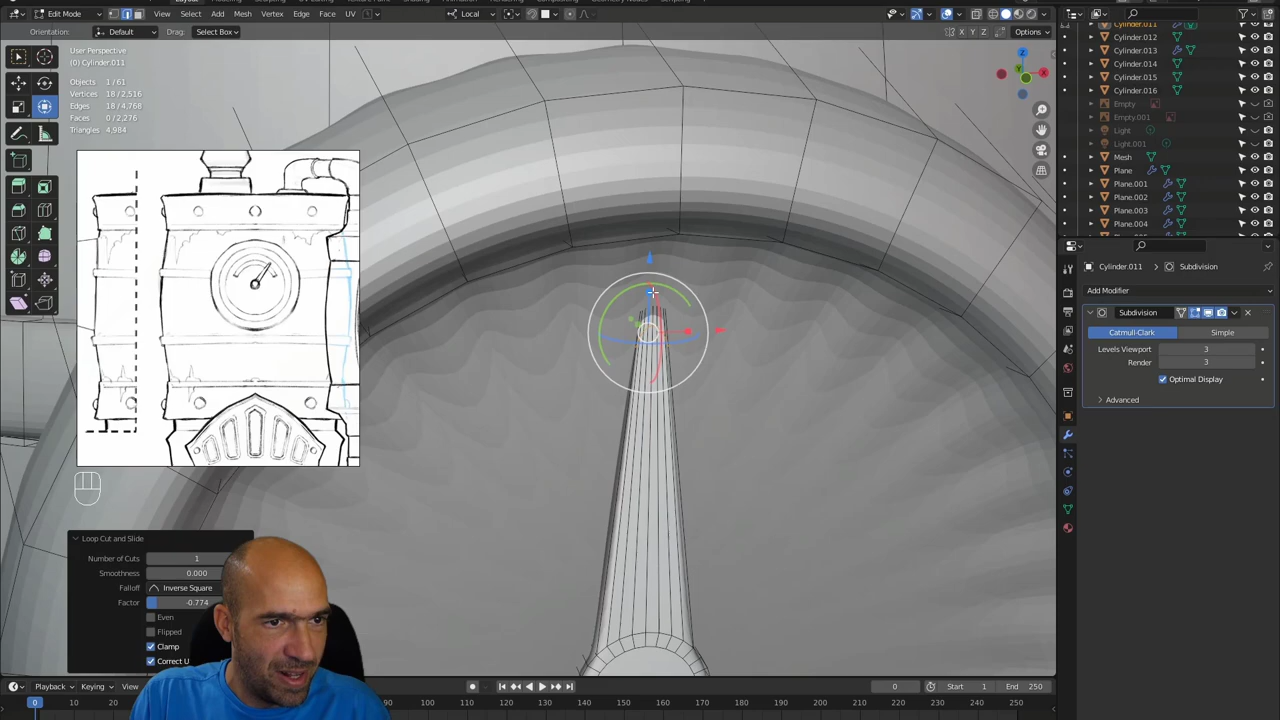 Edit Mode View Select Add Mesh Vertex Edge Face UV Local
Orientation: Default Drag: Select Box X Y Z Options
User Perspective
(0) Cylinder.011
Objects 1/61
Vertices 18/2,516
Edges 18/4,768
Faces 0/2,276
Triangles 4,984
Z
X
Y
Cylinder.011
Cylinder.012
Cylinder.013
Cylinder.014
Cylinder.015
Cylinder.016
Empty
Empty.001
Light
Light.001
Mesh
Plane
Plane.001
Plane.002
Plane.003
Plane.004
Cylinder.011 > Subdivision
Add Modifier
Subdivision
Catmull-Clark Simple
Levels Viewport 3
Render 3
Optimal Display
Advanced
Loop Cut and Slide
Number of Cuts 1
Smoothness 0.000
Falloff Inverse Square
Factor -0.774
Even
Flipped
Clamp
Correct U
Playback Keying View 0 Start 1 End 250
0 100 110 120 130 140 150 160 170 180 190 200 210 220 230 240 250